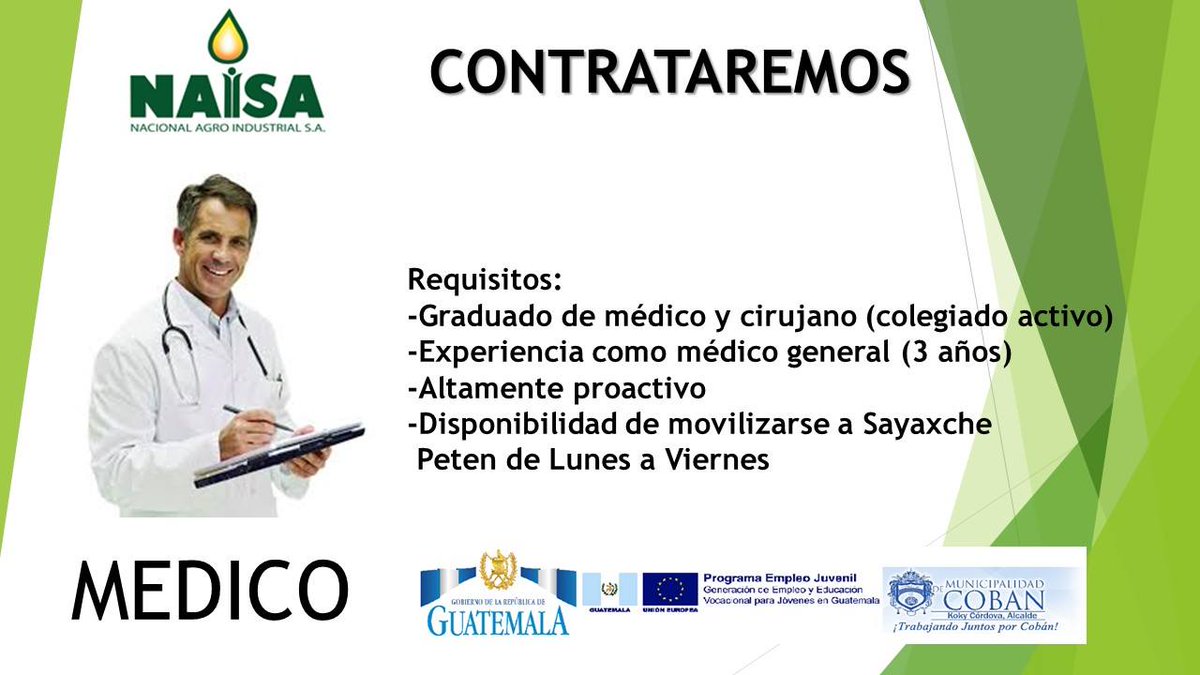 NAISA
NACIONAL AGRO INDUSTRIAL S.A.
CONTRATAREMOS
Requisitos:
-Graduado de médico y cirujano (colegiado activo)
-Experiencia como médico general (3 años)
-Altamente proactivo
-Disponibilidad de movilizarse a Sayaxche
Peten de Lunes a Viernes
MEDICO
GOBIERNO DE LA REPÚBLICA DE
GUATEMALA
GUATEMALA
UNIÓN EUROPEA
Programa Empleo Juvenil
Generación de Empleo y Educación
Vocacional para Jóvenes en Guatemala
MUNICIPALIDAD
DE COBAN
Koky Córdova, Alcalde
¡Trabajando Juntos por Cobán!